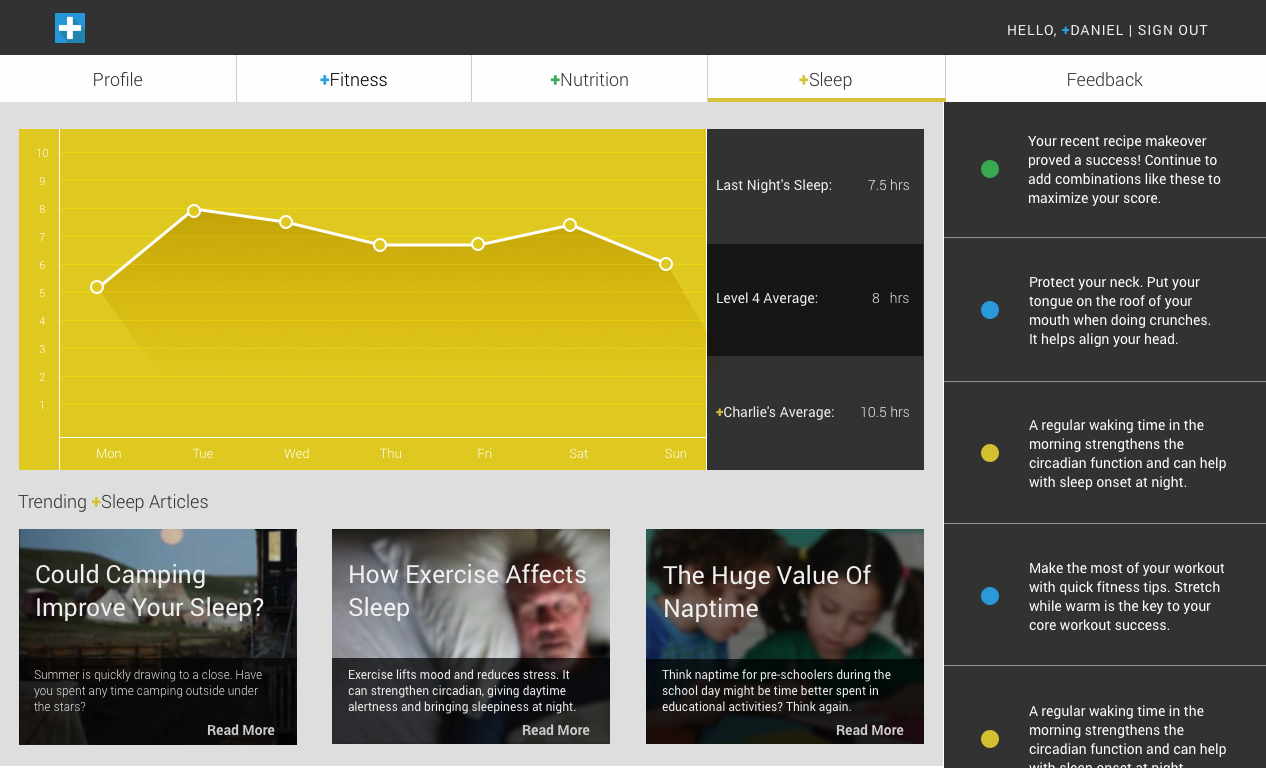 HELLO, +DANIEL | SIGN OUT
Profile
+Fitness
+Nutrition
+Sleep
Feedback
10
9
8
7
6
5
4
3
2
1
Mon Tue Wed Thu Fri Sat Sun
Last Night's Sleep: 7.5 hrs
Level 4 Average: 8 hrs
+Charlie's Average: 10.5 hrs
Trending +Sleep Articles
Could Camping
Improve Your Sleep?
Summer is quickly drawing to a close. Have
you spent any time camping outside under
the stars?
Read More
How Exercise Affects
Sleep
Exercise lifts mood and reduces stress. It
can strengthen circadian, giving daytime
alertness and bringing sleepiness at night.
Read More
The Huge Value Of
Naptime
Think naptime for pre-schoolers during the
school day might be time better spent in
educational activities? Think again.
Read More
Your recent recipe makeover
proved a success! Continue to
add combinations like these to
maximize your score.
Protect your neck. Put your
tongue on the roof of your
mouth when doing crunches.
It helps align your head.
A regular waking time in the
morning strengthens the
circadian function and can help
with sleep onset at night.
Make the most of your workout
with quick fitness tips. Stretch
while warm is the key to your
core workout success.
A regular waking time in the
morning strengthens the
circadian function and can help
with sleep onset at night.